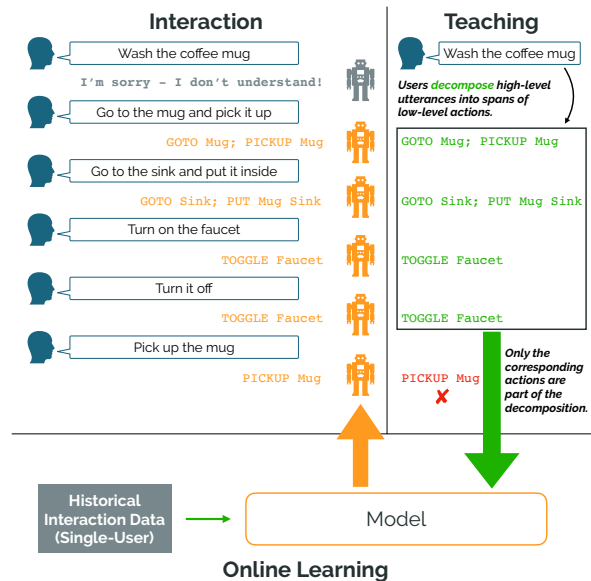 Interaction
Wash the coffee mug
I'm sorry - I don't understand!
Go to the mug and pick it up
GOTO Mug; PICKUP Mug
Go to the sink and put it inside
GOTO Sink; PUT Mug Sink
Turn on the faucet
TOGGLE Faucet
Turn it off
TOGGLE Faucet
Pick up the mug
PICKUP Mug
Teaching
Wash the coffee mug
Users decompose high-level
utterances into spans of
low-level actions.
GOTO Mug; PICKUP Mug
GOTO Sink; PUT Mug Sink
TOGGLE Faucet
TOGGLE Faucet
PICKUP Mug
✘
Only the
corresponding
actions are
part of the
decomposition.
Historical
Interaction Data
(Single-User)
Model
Online Learning